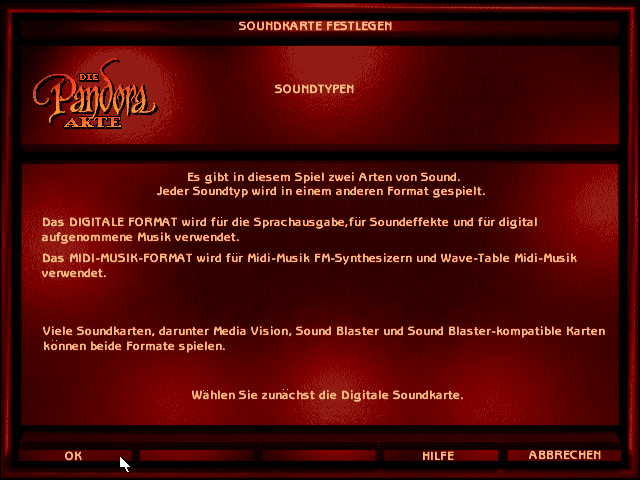 SOUNDKARTE FESTLEGEN
DIE
Pandora
AKTE
SOUNDTYPEN
Es gibt in diesem Spiel zwei Arten von Sound.
Jeder Soundtyp wird in einem anderen Format gespielt.
Das DIGITALE FORMAT wird für die Sprachausgabe,für Soundeffekte und für digital
aufgenommene Musik verwendet.
Das MIDI-MUSIK-FORMAT wird für Midi-Musik FM-Synthesizern und Wave-Table Midi-Musik
verwendet.
Viele Soundkarten, darunter Media Vision, Sound Blaster und Sound Blaster-kompatible Karten
können beide Formate spielen.
Wählen Sie zunächst die Digitale Soundkarte.
OK
HILFE
ABBRECHEN